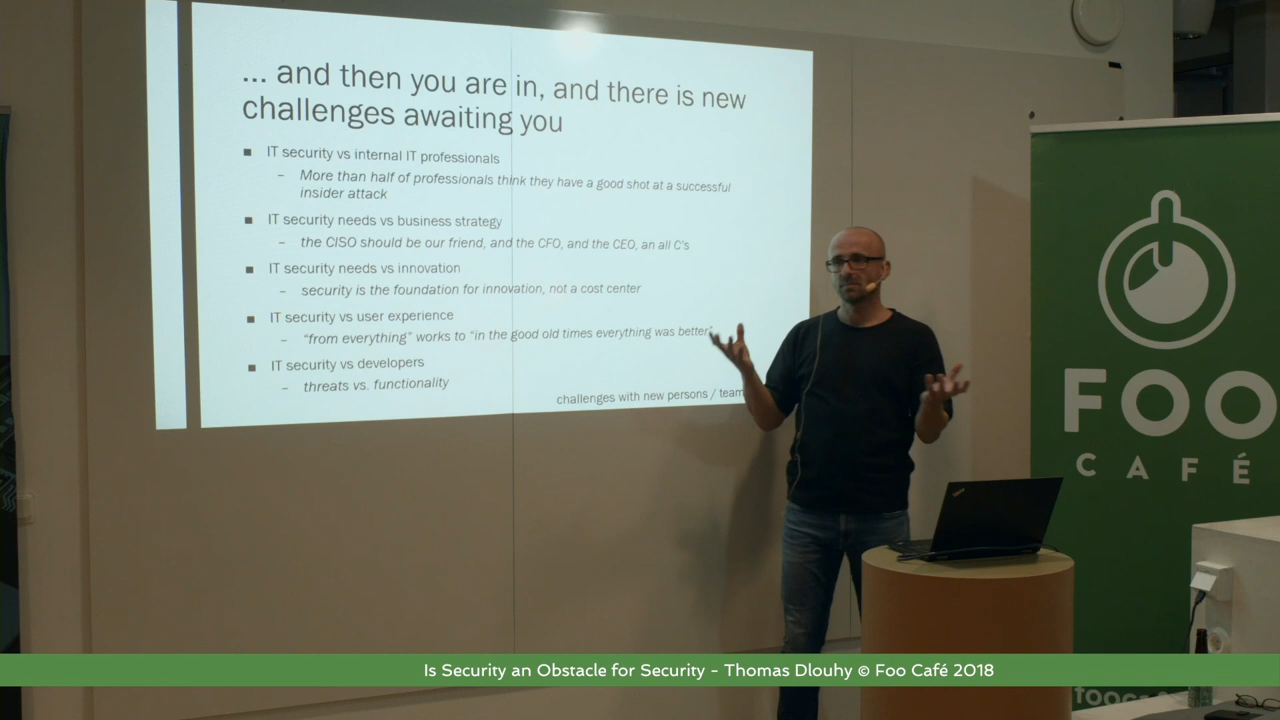 ... and then you are in, and there is new
challenges awaiting you
■ IT security vs internal IT professionals
– More than half of professionals think they have a good shot at a successful
insider attack
■ IT security needs vs business strategy
– the CISO should be our friend, and the CFO, and the CEO, an all C's
■ IT security needs vs innovation
– security is the foundation for innovation, not a cost center
■ IT security vs user experience
– "from everything" works to "in the good old times everything was better"
■ IT security vs developers
– threats vs. functionality
challenges with new persons / team
FOO
CAFÉ
Is Security an Obstacle for Security - Thomas Dlouhy © Foo Café 2018